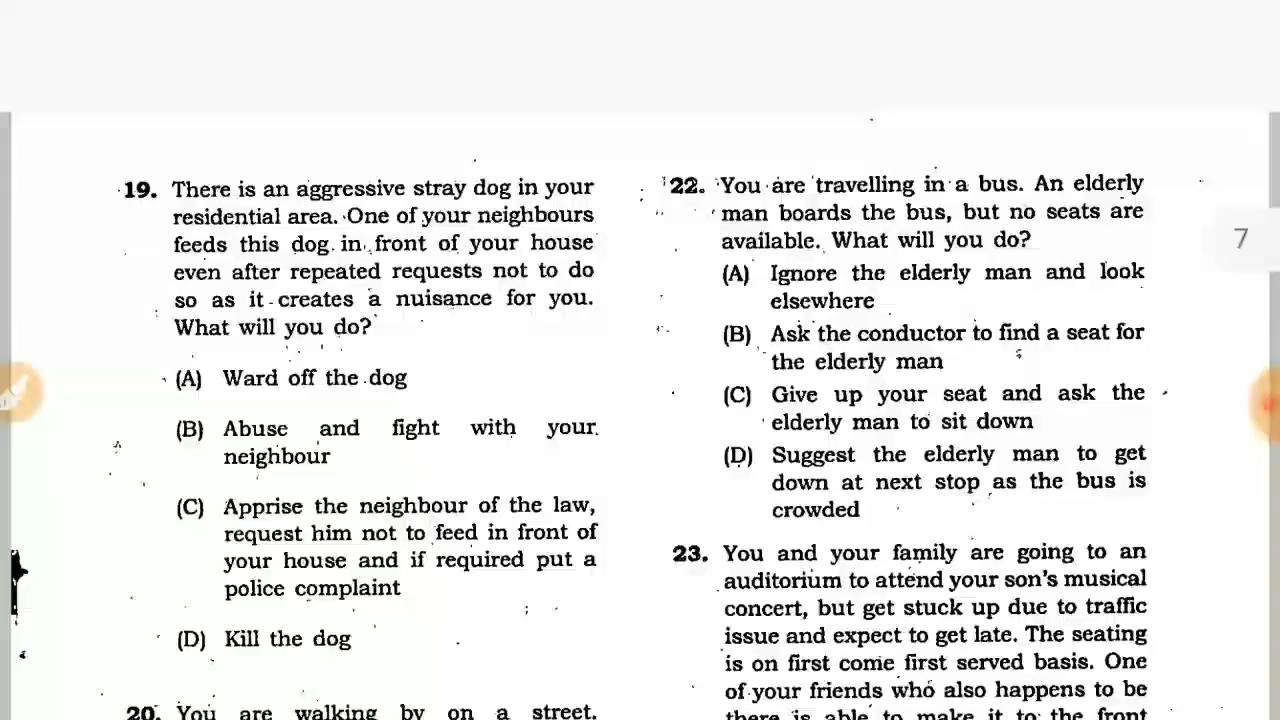 19. There is an aggressive stray dog in your
residential area. One of your neighbours
feeds this dog in front of your house
even after repeated requests not to do
so as it creates a nuisance for you.
What will you do?
(A) Ward off the dog
(B) Abuse and fight with your
neighbour
(C) Apprise the neighbour of the law,
request him not to feed in front of
your house and if required put a
police complaint
(D) Kill the dog
20. You are walking by on a street.
22. You are travelling in a bus. An elderly
man boards the bus, but no seats are
available. What will you do?
(A) Ignore the elderly man and look
elsewhere
(B) Ask the conductor to find a seat for
the elderly man
(C) Give up your seat and ask the
elderly man to sit down
(D) Suggest the elderly man to get
down at next stop as the bus is
crowded
23. You and your family are going to an
auditorium to attend your son's musical
concert, but get stuck up due to traffic
issue and expect to get late. The seating
is on first come first served basis. One
of your friends who also happens to be
there is able to make it to the front
7